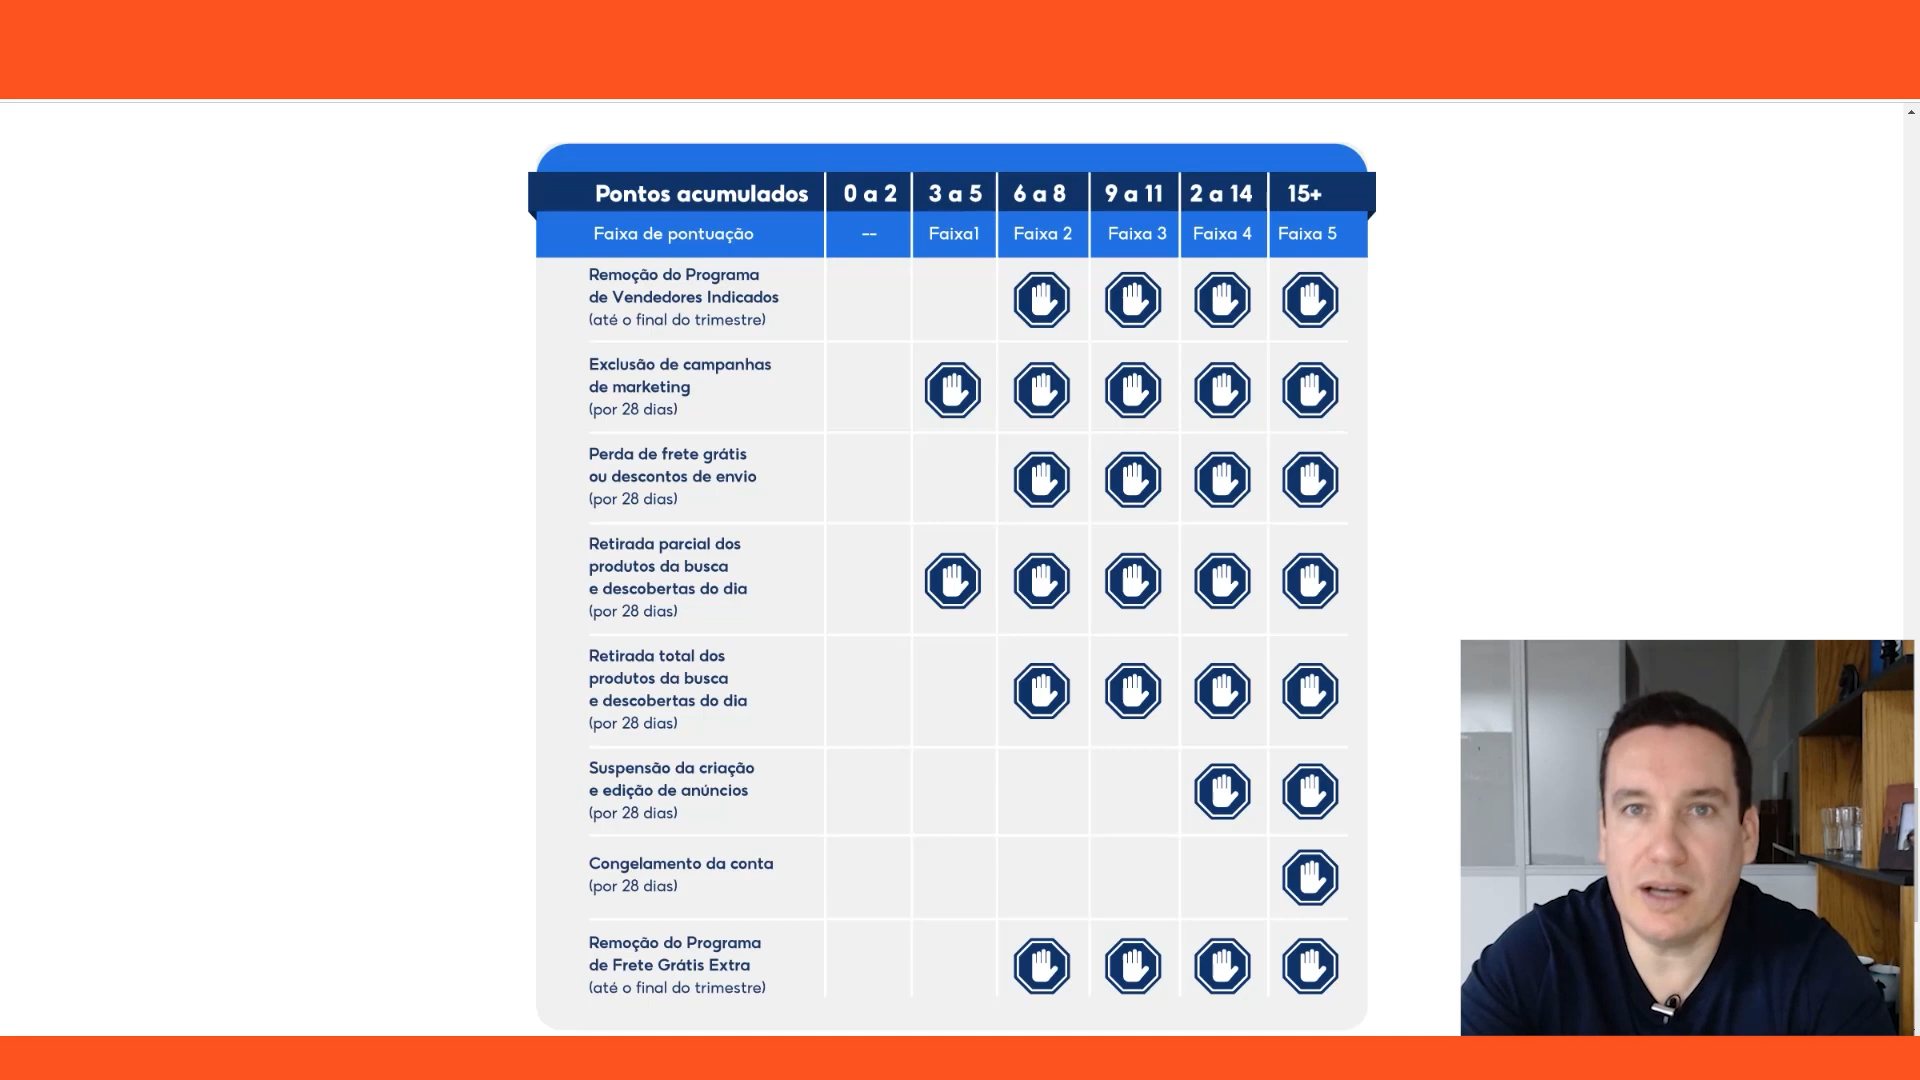 Pontos acumulados 0 a 2 3 a 5 6 a 8 9 a 11 2 a 14 15+
Faixa de pontuação -- Faixa1 Faixa 2 Faixa 3 Faixa 4 Faixa 5
Remoção do Programa
de Vendedores Indicados
(até o final do trimestre)
Exclusão de campanhas
de marketing
(por 28 dias)
Perda de frete grátis
ou descontos de envio
(por 28 dias)
Retirada parcial dos
produtos da busca
e descobertas do dia
(por 28 dias)
Retirada total dos
produtos da busca
e descobertas do dia
(por 28 dias)
Suspensão da criação
e edição de anúncios
(por 28 dias)
Congelamento da conta
(por 28 dias)
Remoção do Programa
de Frete Grátis Extra
(até o final do trimestre)